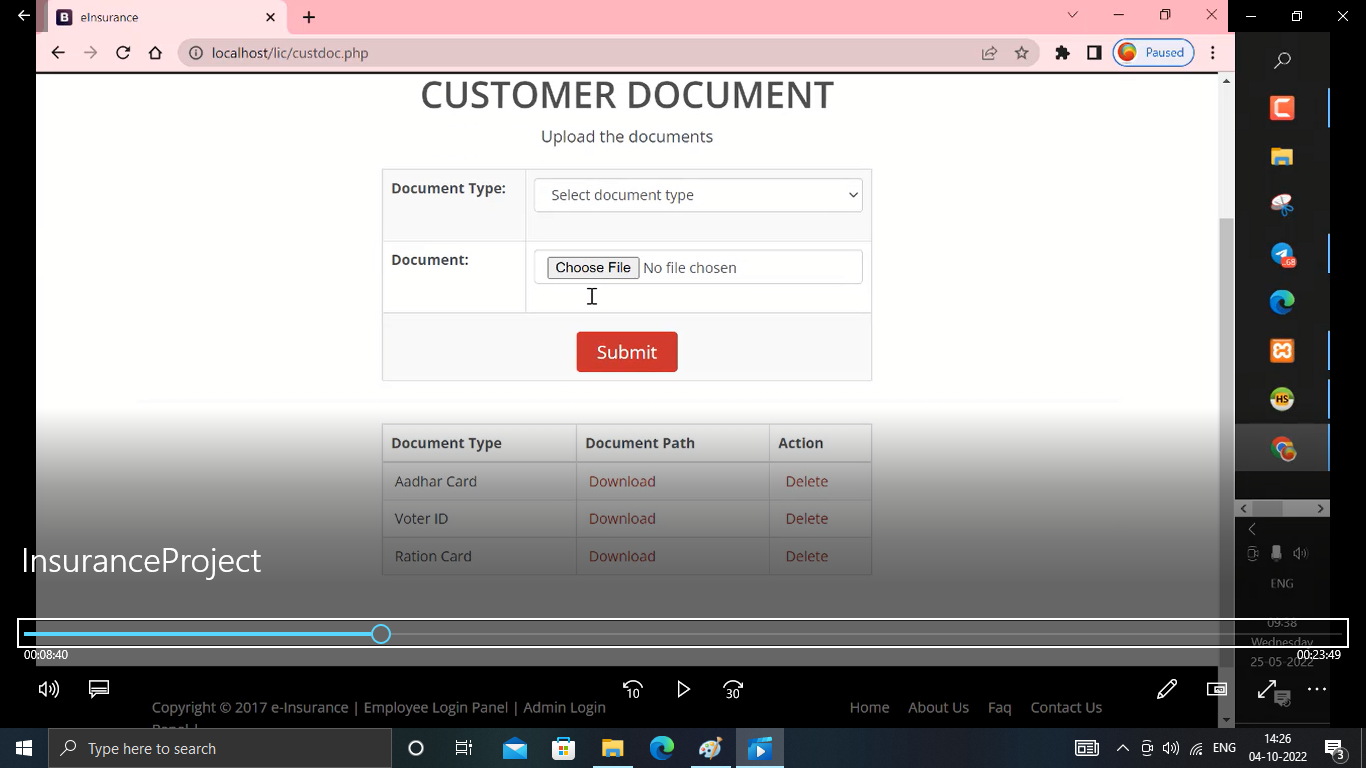 eInsurance
localhost/lic/custdoc.php
Paused
CUSTOMER DOCUMENT
Upload the documents
Document Type:
Select document type
Document:
Choose File No file chosen
Submit
Document Type Document Path Action
Aadhar Card Download Delete
Voter ID Download Delete
Ration Card Download Delete
InsuranceProject
ENG
09:38
Wednesday
25-05-2022
00:08:40
00:23:49
10
30
Copyright © 2017 e-Insurance | Employee Login Panel | Admin Login
Panel |
Home About Us Faq Contact Us
Type here to search
ENG
14:26
04-10-2022
3
HS